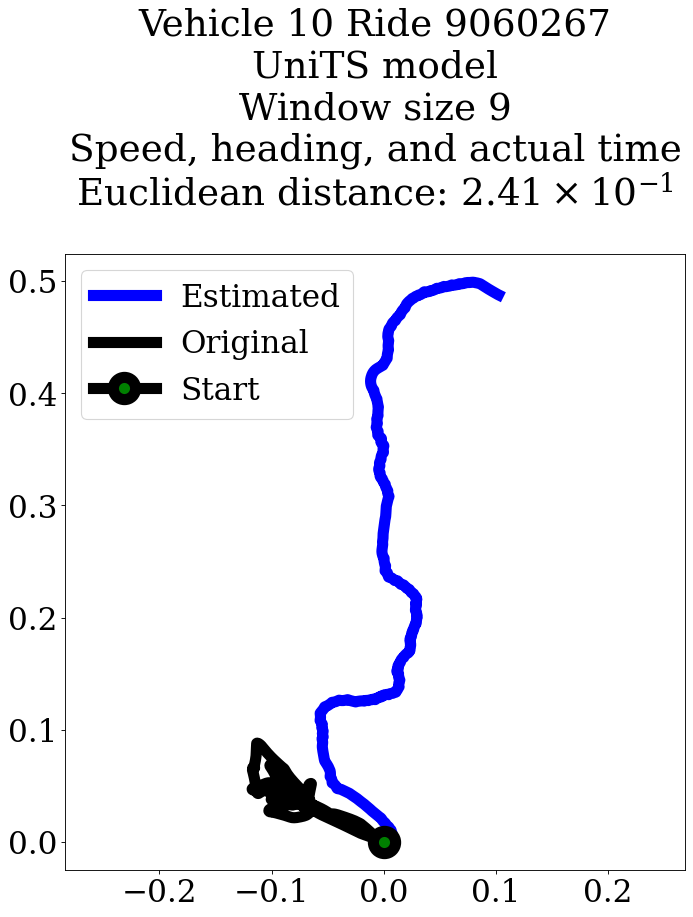 Vehicle 10 Ride 9060267
UniTS model
Window size 9
Speed, heading, and actual time
Euclidean distance: 2.41 × 10⁻¹
Estimated
Original
Start
0.5
0.4
0.3
0.2
0.1
0.0
−0.2 −0.1 0.0 0.1 0.2